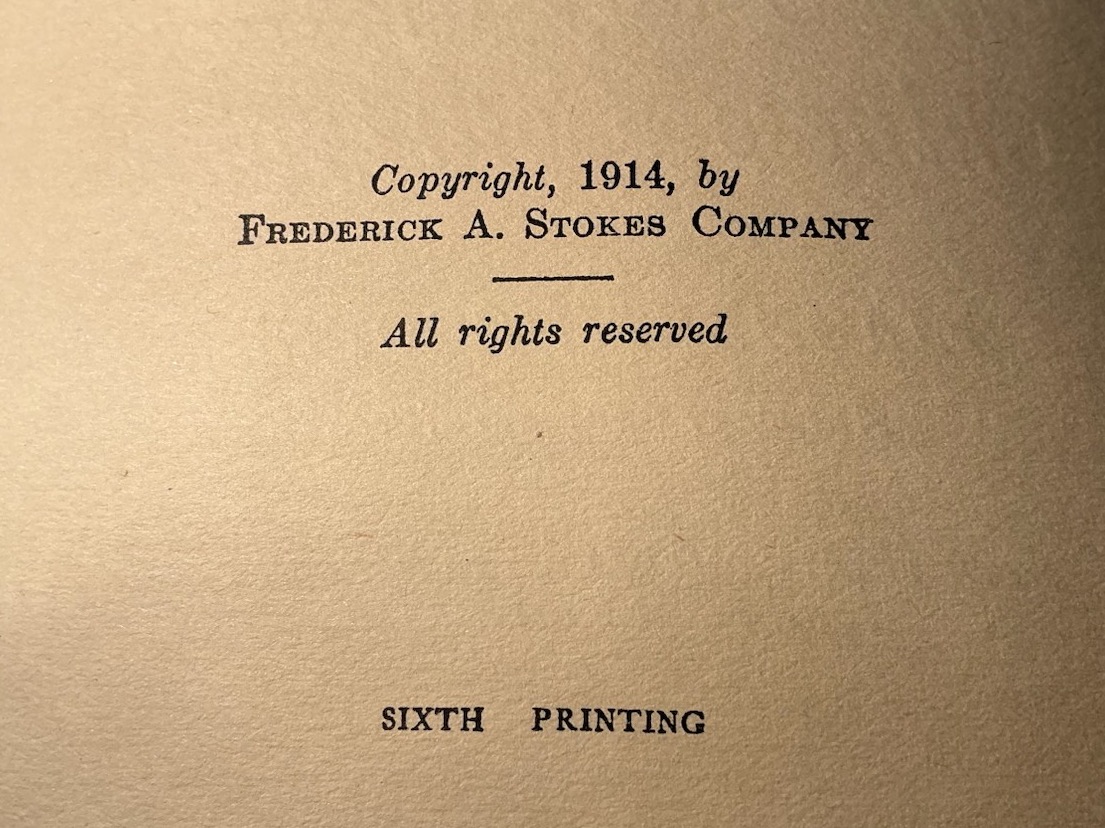 Copyright, 1914, by
FREDERICK A. STOKES COMPANY
All rights reserved
SIXTH PRINTING